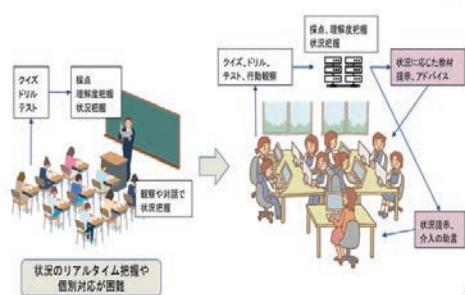 クイズ
ドリル
テスト
採点
理解度把握
状況把握
観察や対話で
状況把握
状況のリアルタイム把握や
個別対応が困難
採点、理解度把握
状況把握
クイズ、ドリル、
テスト、行動観察
状況に応じた教材
提示、アドバイス
状況提示、
介入の助言